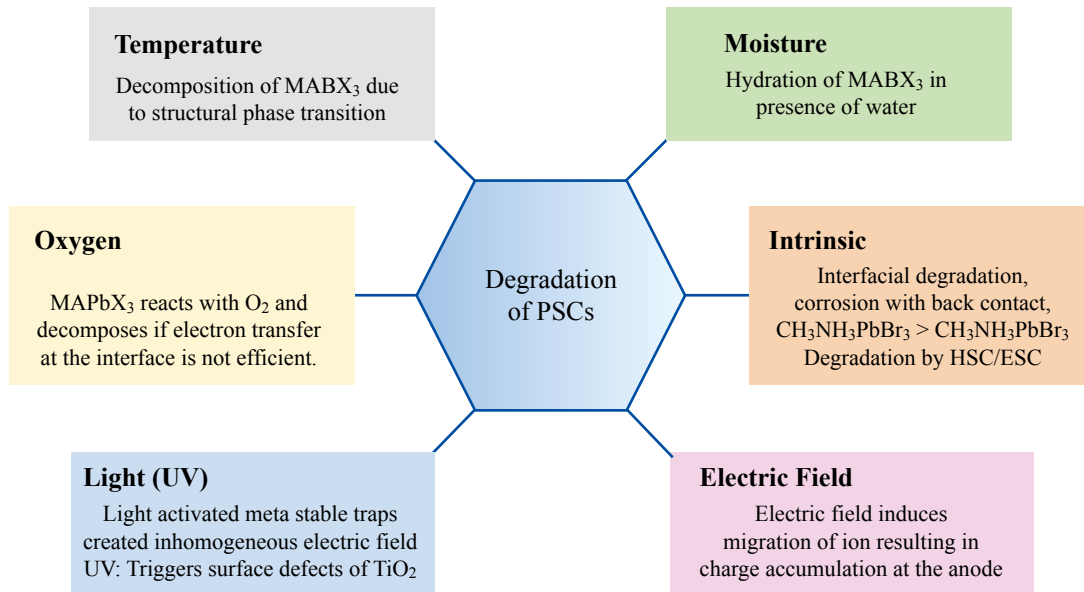 Temperature
Decomposition of MABX₃ due
to structural phase transition
Moisture
Hydration of MABX₃ in
presence of water
Oxygen
MAPbX₃ reacts with O₂ and
decomposes if electron transfer
at the interface is not efficient.
Degradation
of PSCs
Intrinsic
Interfacial degradation,
corrosion with back contact,
CH₃NH₃PbBr₃ > CH₃NH₃PbBr₃
Degradation by HSC/ESC
Light (UV)
Light activated meta stable traps
created inhomogeneous electric field
UV: Triggers surface defects of TiO₂
Electric Field
Electric field induces
migration of ion resulting in
charge accumulation at the anode